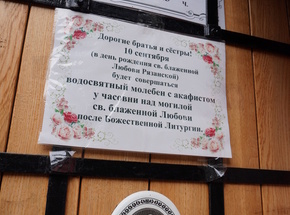 ч.
Дорогие братья и сёстры:
10 сентября
(в день рождения св. блаженной
Любови Рязанской)
будет совершаться
водосвятный молебен с акафистом
у часовни над могилой
св. блаженной Любови
после Божественной Литургии.